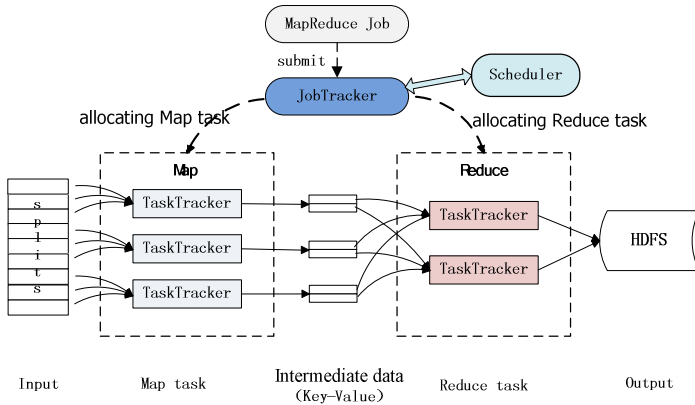 MapReduce Job
submit
Scheduler
JobTracker
allocating Map task
allocating Reduce task
Map
Reduce
splits
TaskTracker
TaskTracker
TaskTracker
TaskTracker
TaskTracker
HDFS
Input
Map task
Intermediate data
(Key-Value)
Reduce task
Output